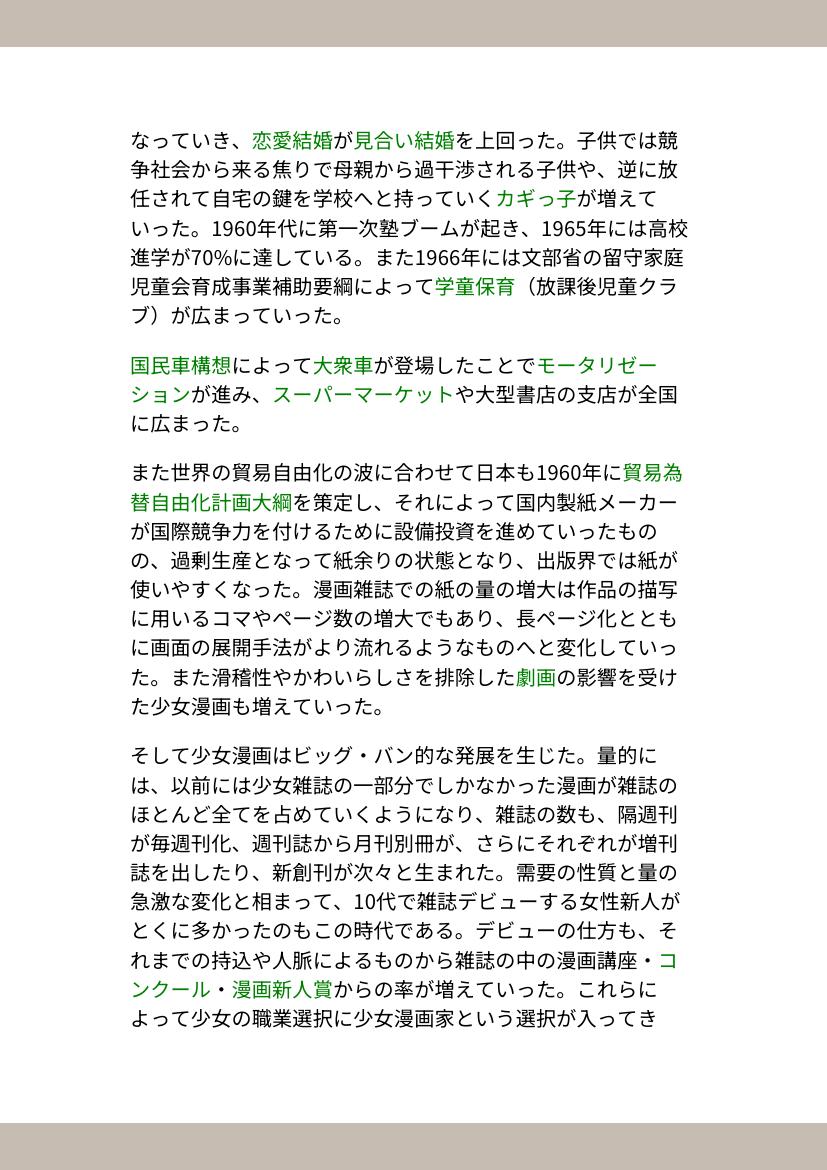 なっていき、恋愛結婚が見合い結婚を上回った。子供では競
争社会から来る焦りで母親から過干渉される子供や、逆に放
任されて自宅の鍵を学校へと持っていくカギっ子が増えて
いった。1960年代に第一次塾ブームが起き、1965年には高校
進学が70%に達している。また1966年には文部省の留守家庭
児童会育成事業補助要綱によって学童保育（放課後児童クラ
ブ）が広まっていった。
国民車構想によって大衆車が登場したことでモータリゼー
ションが進み、スーパーマーケットや大型書店の支店が全国
に広まった。
また世界の貿易自由化の波に合わせて日本も1960年に貿易為
替自由化計画大綱を策定し、それによって国内製紙メーカー
が国際競争力を付けるために設備投資を進めていったもの
の、過剰生産となって紙余りの状態となり、出版界では紙が
使いやすくなった。漫画雑誌での紙の量の増大は作品の描写
に用いるコマやページ数の増大でもあり、長ページ化ととも
に画面の展開手法がより流れるようなものへと変化していっ
た。また滑稽性やかわいらしさを排除した劇画の影響を受け
た少女漫画も増えていった。
そして少女漫画はビッグ・バン的な発展を生じた。量的に
は、以前には少女雑誌の一部分でしかなかった漫画が雑誌の
ほとんど全てを占めていくようになり、雑誌の数も、隔週刊
が毎週刊化、週刊誌から月刊別冊が、さらにそれぞれが増刊
誌を出したり、新創刊が次々と生まれた。需要の性質と量の
急激な変化と相まって、10代で雑誌デビューする女性新人が
とくに多かったのもこの時代である。デビューの仕方も、そ
れまでの持込や人脈によるものから雑誌の中の漫画講座・コ
ンクール・漫画新人賞からの率が増えていった。これらに
よって少女の職業選択に少女漫画家という選択が入ってき